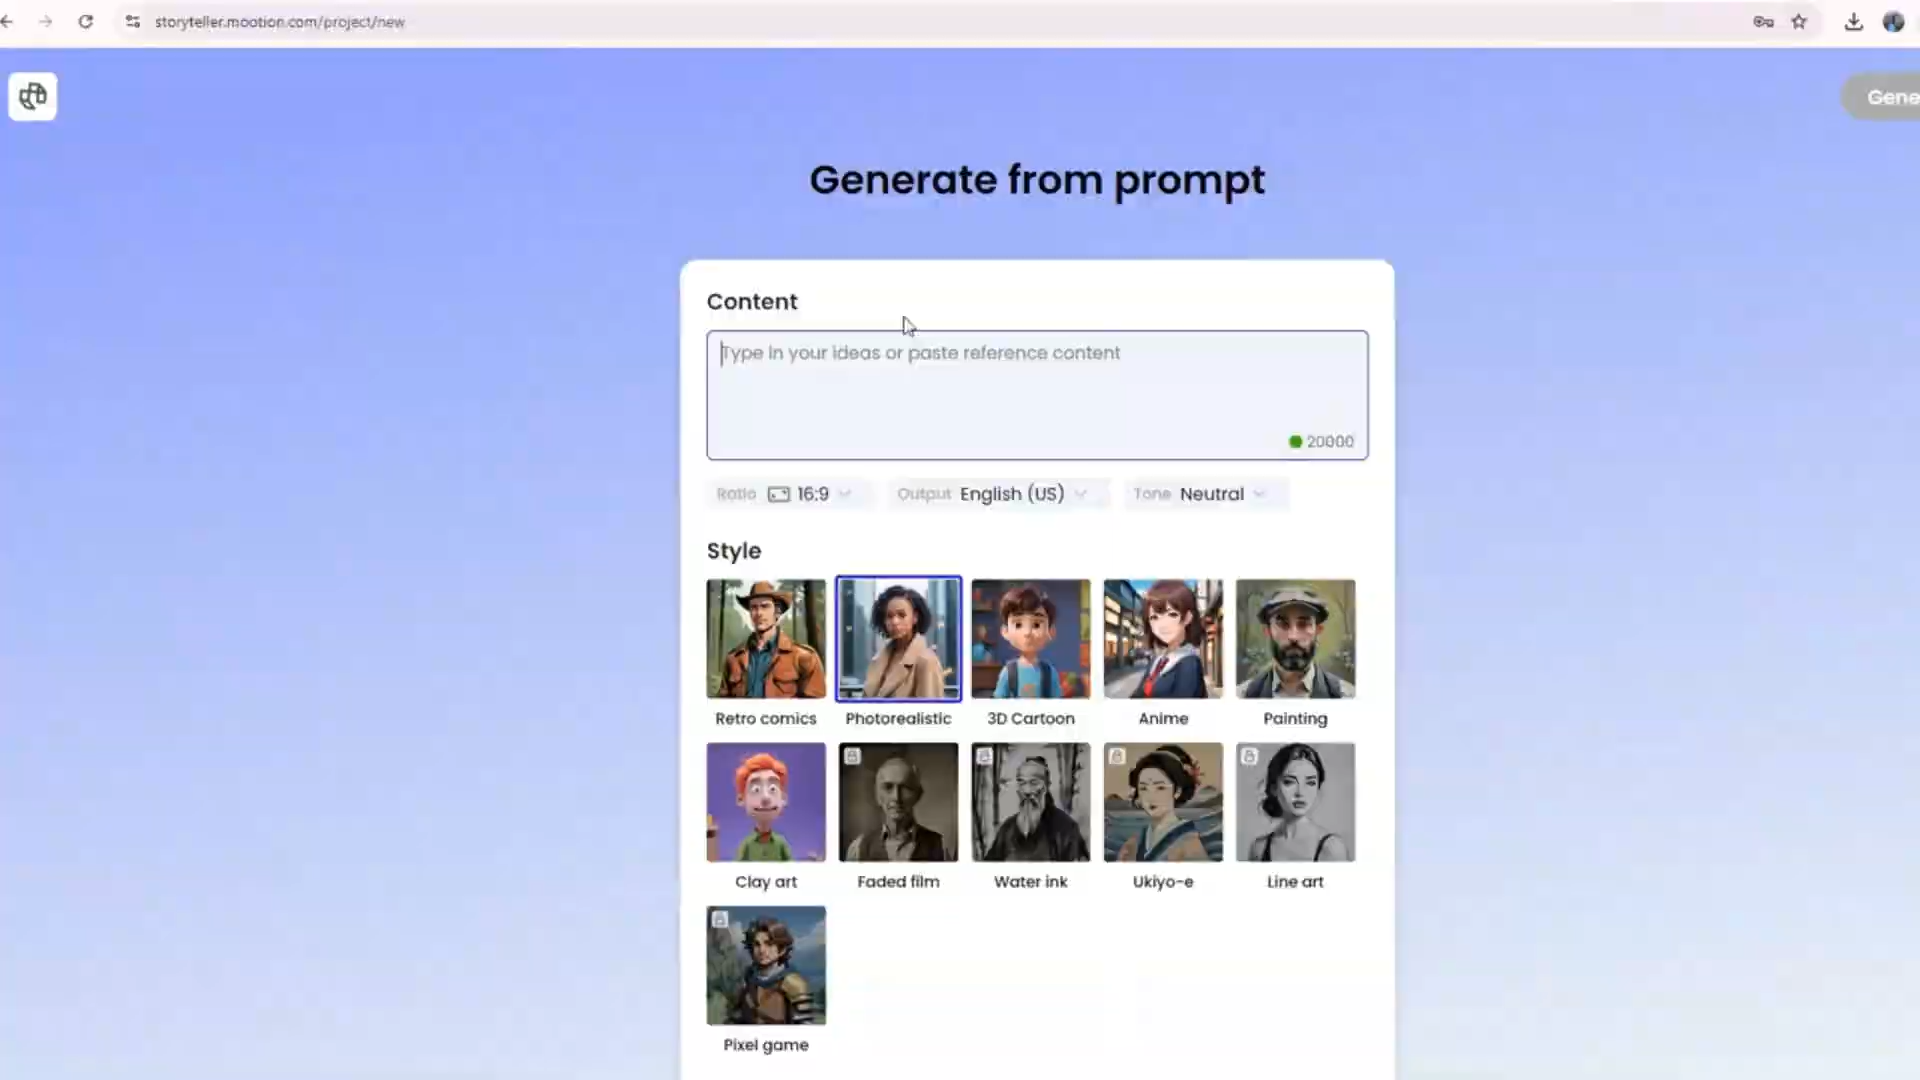 storyteller.mootion.com/project/new
Gene
Generate from prompt
Content
Type in your ideas or paste reference content
20000
Ratio 16:9 Output English (US) Tone Neutral
Style
Retro comics Photorealistic 3D Cartoon Anime Painting
Clay art Faded film Water ink Ukiyo-e Line art
Pixel game